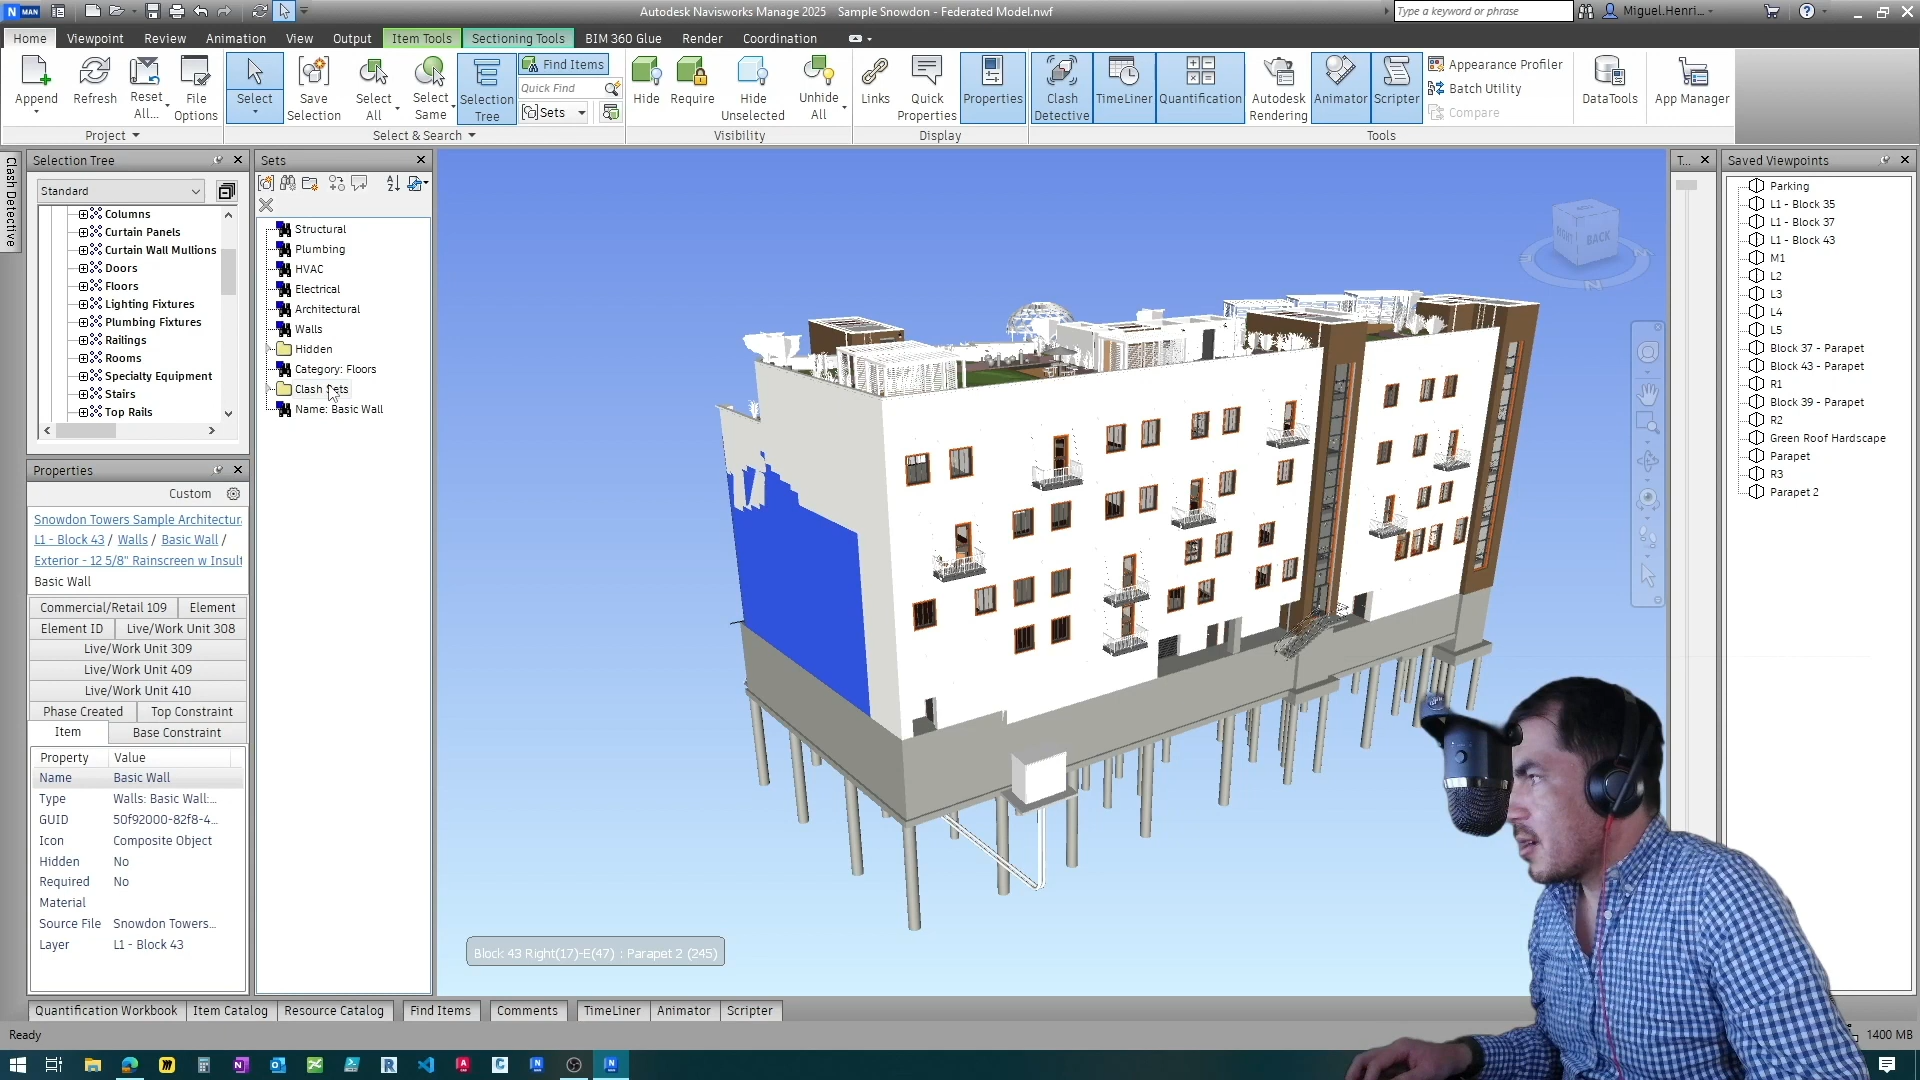 MAN
Autodesk Navisworks Manage 2025 Sample Snowdon - Federated Model.nwf
Type a keyword or phrase
Miguel.Henri...
Home Viewpoint Review Animation View Output Item Tools Sectioning Tools BIM 360 Glue Render Coordination
Append Refresh Reset All... File Options
Select Save Selection Select All Select Same Selection Tree
Find Items
Quick Find
Sets
Hide Require Hide Unselected Unhide All
Links Quick Properties Properties
Clash Detective TimeLiner Quantification Autodesk Rendering Animator Scripter
Appearance Profiler
Batch Utility
Compare
DataTools App Manager
Project Select & Search Visibility Display Tools
Clash Detective
Selection Tree
Standard
Columns
Curtain Panels
Curtain Wall Mullions
Doors
Floors
Lighting Fixtures
Plumbing Fixtures
Railings
Rooms
Specialty Equipment
Stairs
Top Rails
Properties
Custom
Snowdon Towers Sample Architectur
L1 - Block 43 / Walls / Basic Wall /
Exterior - 12 5/8" Rainscreen w Insul
Basic Wall
Commercial/Retail 109 Element
Element ID Live/Work Unit 308
Live/Work Unit 309
Live/Work Unit 409
Live/Work Unit 410
Phase Created Top Constraint
Item Base Constraint
Property Value
Name Basic Wall
Type Walls: Basic Wall:...
GUID 50f92000-82f8-4...
Icon Composite Object
Hidden No
Required No
Material
Source File Snowdon Towers...
Layer L1 - Block 43
Sets
Structural
Plumbing
HVAC
Electrical
Architectural
Walls
Hidden
Category: Floors
Clash Sets
Name: Basic Wall
RIGHT BACK
N
Block 43 Right(17)-E(47) : Parapet 2 (245)
T...
Saved Viewpoints
Parking
L1 - Block 35
L1 - Block 37
L1 - Block 43
M1
L2
L3
L4
L5
Block 37 - Parapet
Block 43 - Parapet
R1
Block 39 - Parapet
R2
Green Roof Hardscape
Parapet
R3
Parapet 2
Quantification Workbook Item Catalog Resource Catalog Find Items Comments TimeLiner Animator Scripter
Ready
1400 MB